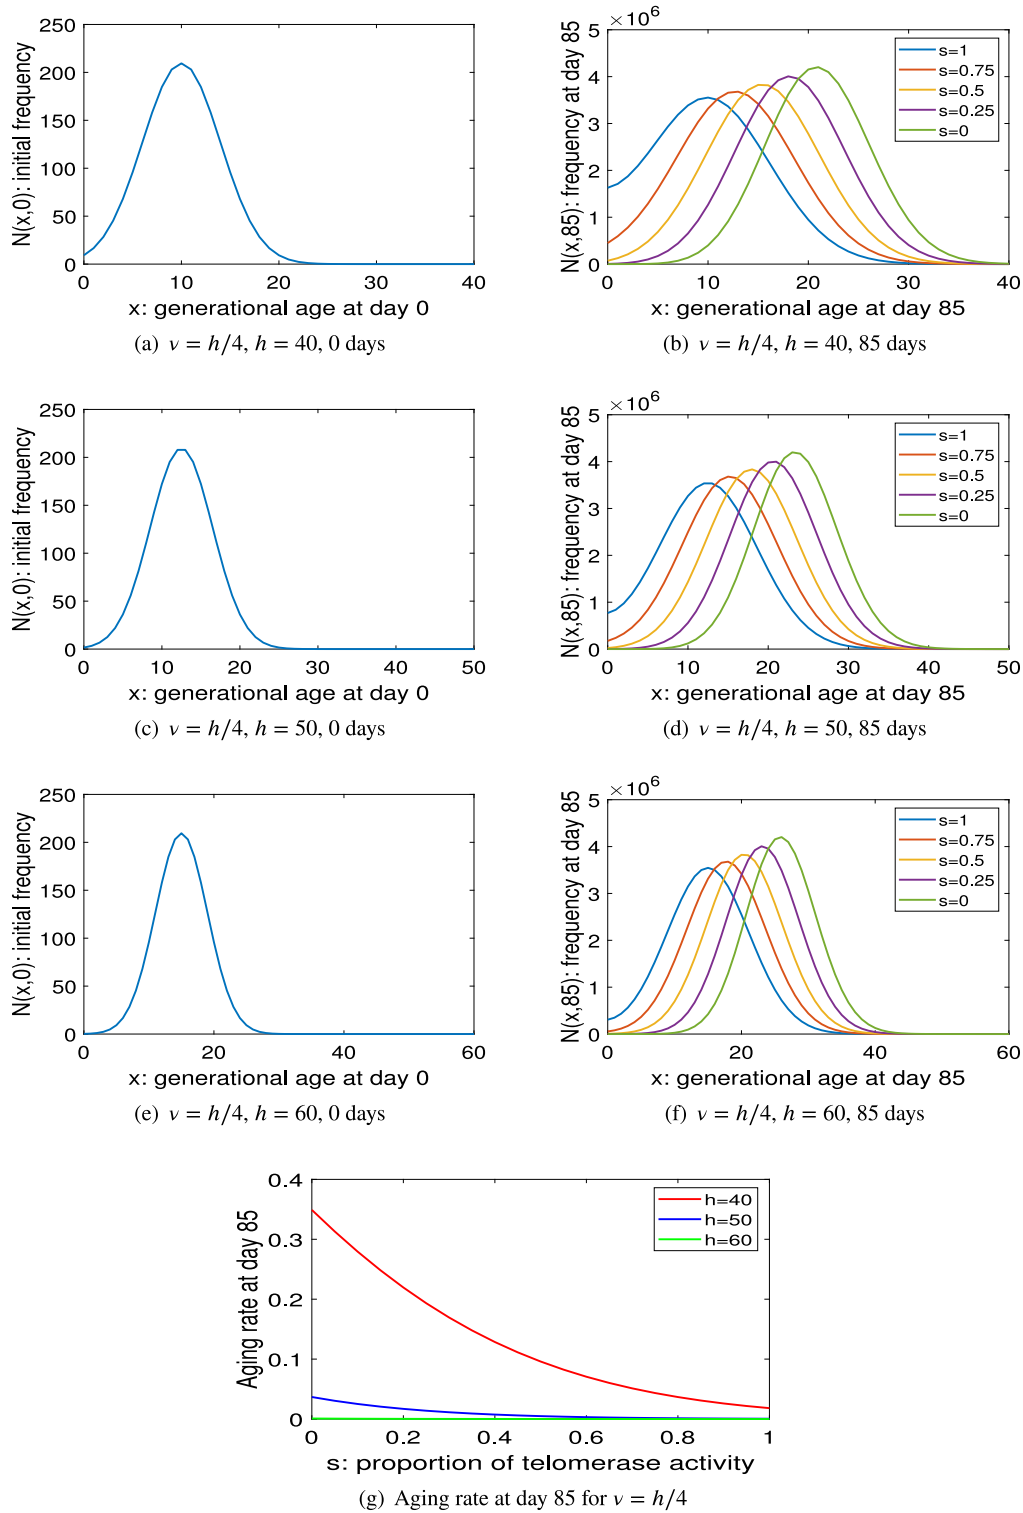 N(x,0): initial frequency
250
200
150
100
50
0
0 10 20 30 40
x: generational age at day 0
(a) ν = h/4, h = 40, 0 days
N(x,85): frequency at day 85
×10^6
5
4
3
2
1
0
0 10 20 30 40
s=1
s=0.75
s=0.5
s=0.25
s=0
x: generational age at day 85
(b) ν = h/4, h = 40, 85 days
N(x,0): initial frequency
250
200
150
100
50
0
0 10 20 30 40 50
x: generational age at day 0
(c) ν = h/4, h = 50, 0 days
N(x,85): frequency at day 85
×10^6
5
4
3
2
1
0
0 10 20 30 40 50
s=1
s=0.75
s=0.5
s=0.25
s=0
x: generational age at day 85
(d) ν = h/4, h = 50, 85 days
N(x,0): initial frequency
250
200
150
100
50
0
0 20 40 60
x: generational age at day 0
(e) ν = h/4, h = 60, 0 days
N(x,85): frequency at day 85
×10^6
5
4
3
2
1
0
0 20 40 60
s=1
s=0.75
s=0.5
s=0.25
s=0
x: generational age at day 85
(f) ν = h/4, h = 60, 85 days
Aging rate at day 85
0.4
0.3
0.2
0.1
0
0 0.2 0.4 0.6 0.8 1
h=40
h=50
h=60
s: proportion of telomerase activity
(g) Aging rate at day 85 for ν = h/4